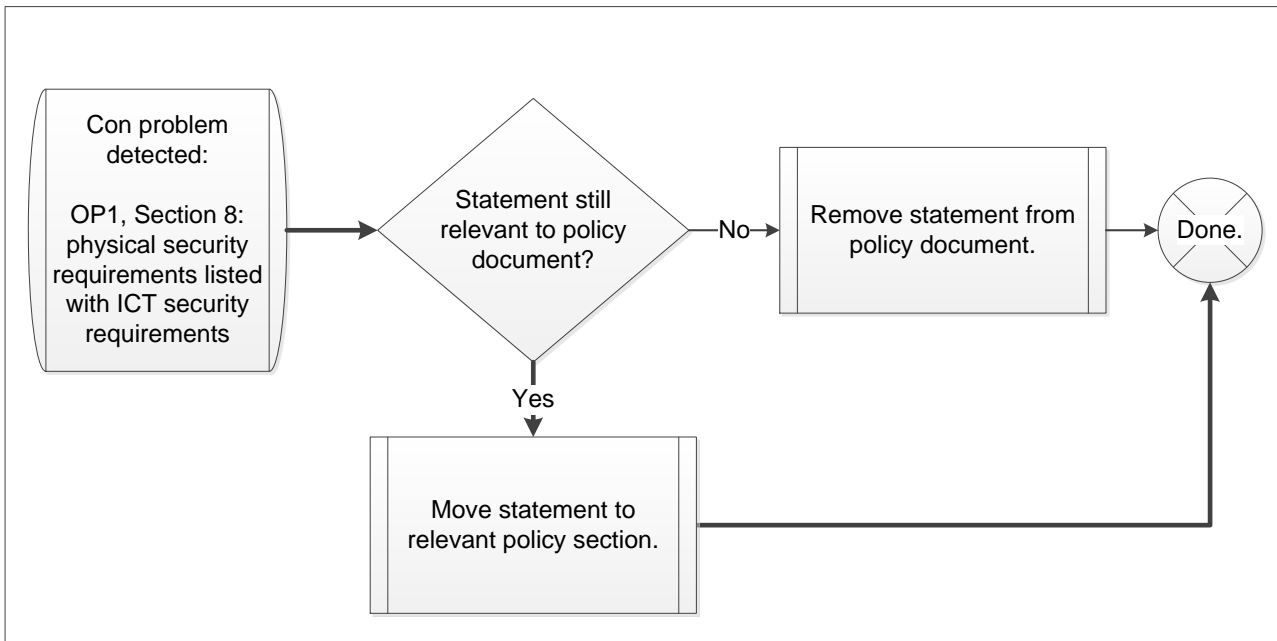 Con problem
detected:
OP1, Section 8:
physical security
requirements listed
with ICT security
requirements
Statement still
relevant to policy
document?
No
Remove statement from
policy document.
Done.
Yes
Move statement to
relevant policy section.